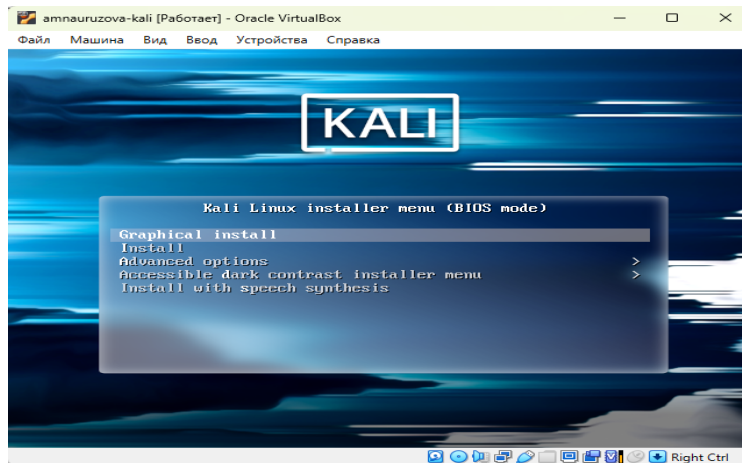 amnauruzova-kali [Работает] - Oracle VirtualBox
Файл Машина Вид Ввод Устройства Справка
KALI
Kali Linux installer menu (BIOS mode)
Graphical install
Install
Advanced options >
Accessible dark contrast installer menu >
Install with speech synthesis
Right Ctrl